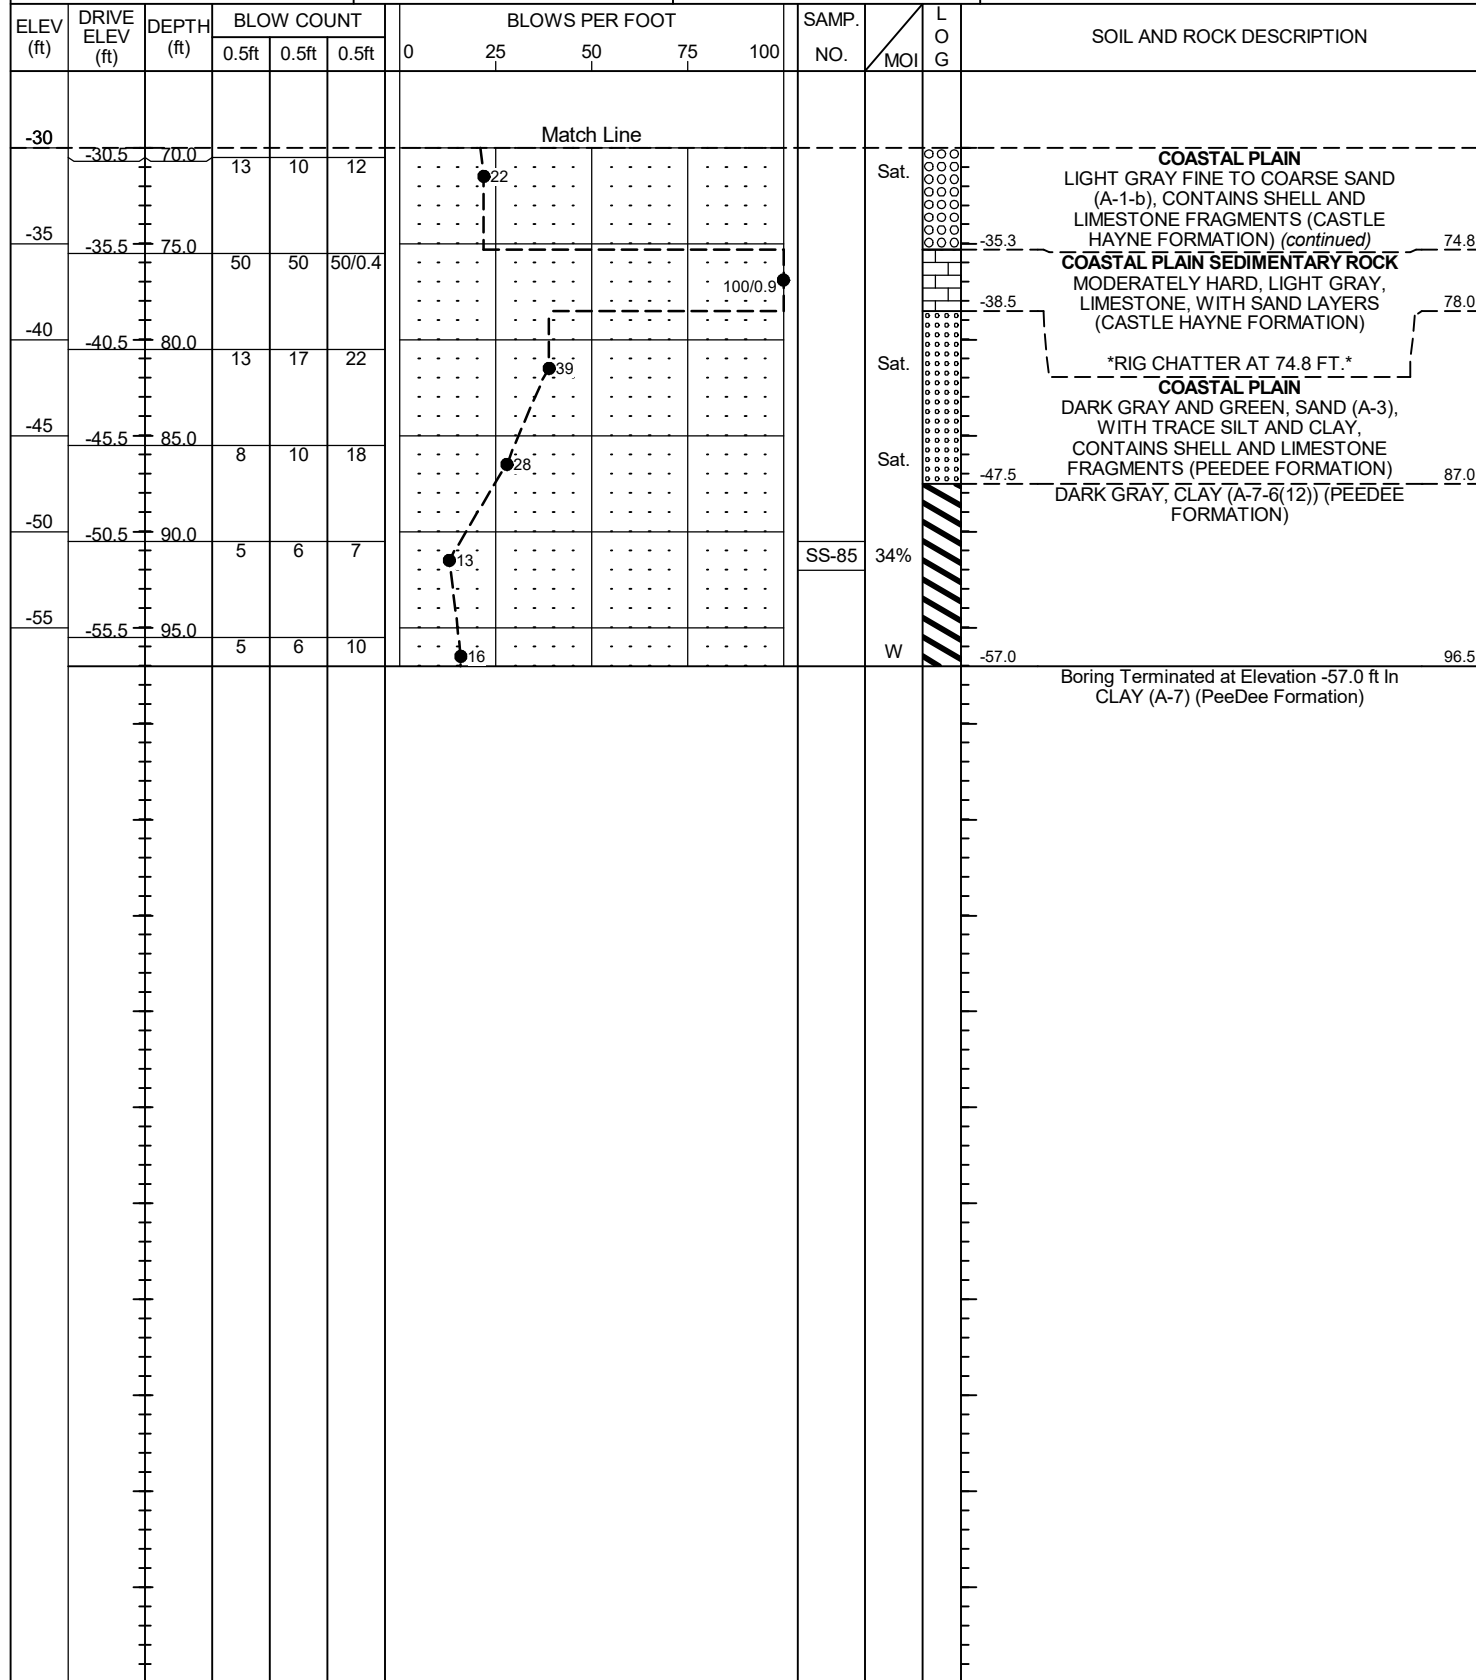 ELEV (ft) DRIVE ELEV (ft) DEPTH (ft) BLOW COUNT BLOWS PER FOOT SAMP. NO. MOI LOG SOIL AND ROCK DESCRIPTION
0.5ft 0.5ft 0.5ft 0 25 50 75 100
Match Line
-30
-30.5 70.0 13 10 12 22 Sat.
COASTAL PLAIN
LIGHT GRAY FINE TO COARSE SAND
(A-1-b), CONTAINS SHELL AND
LIMESTONE FRAGMENTS (CASTLE
-35
-35.3 HAYNE FORMATION) (continued) 74.8
-35.5 75.0 50 50 50/0.4 100/0.9
COASTAL PLAIN SEDIMENTARY ROCK
MODERATELY HARD, LIGHT GRAY,
-38.5 LIMESTONE, WITH SAND LAYERS 78.0
(CASTLE HAYNE FORMATION)
-40
-40.5 80.0 13 17 22 39 Sat.
*RIG CHATTER AT 74.8 FT.*
COASTAL PLAIN
DARK GRAY AND GREEN, SAND (A-3),
WITH TRACE SILT AND CLAY,
CONTAINS SHELL AND LIMESTONE
-45
-45.5 85.0 8 10 18 28 Sat.
-47.5 FRAGMENTS (PEEDEE FORMATION) 87.0
DARK GRAY, CLAY (A-7-6(12)) (PEEDEE
FORMATION)
-50
-50.5 90.0 5 6 7 13 SS-85 34%
-55
-55.5 95.0 5 6 10 16 W
-57.0 96.5
Boring Terminated at Elevation -57.0 ft In
CLAY (A-7) (PeeDee Formation)